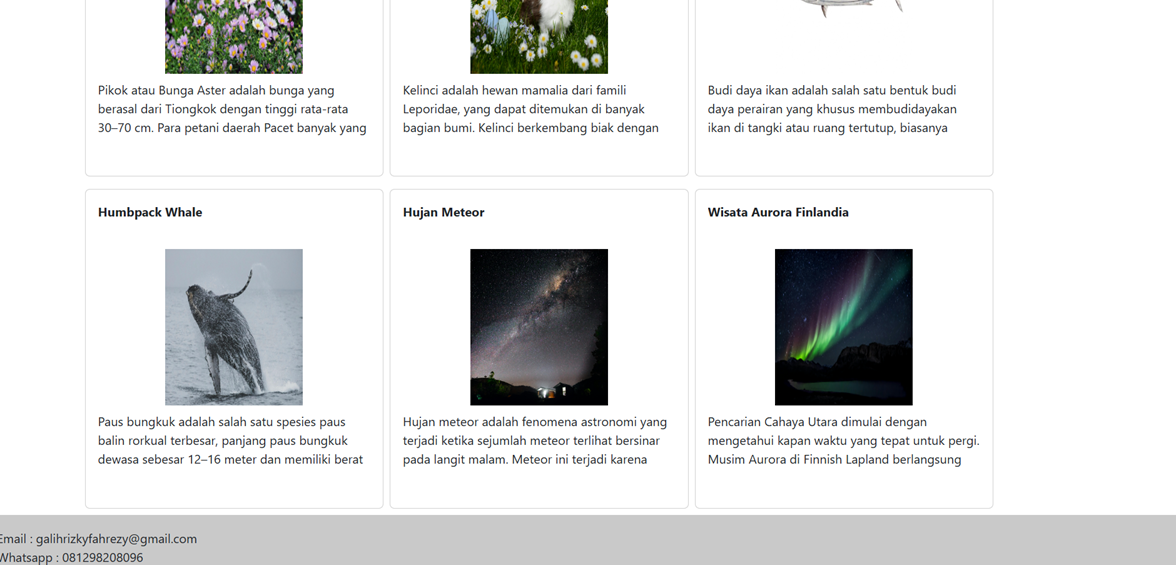 Pikok atau Bunga Aster adalah bunga yang
berasal dari Tiongkok dengan tinggi rata-rata
30–70 cm. Para petani daerah Pacet banyak yang
Kelinci adalah hewan mamalia dari famili
Leporidae, yang dapat ditemukan di banyak
bagian bumi. Kelinci berkembang biak dengan
Budi daya ikan adalah salah satu bentuk budi
daya perairan yang khusus membudidayakan
ikan di tangki atau ruang tertutup, biasanya
Humbpack Whale
Paus bungkuk adalah salah satu spesies paus
balin rorkual terbesar, panjang paus bungkuk
dewasa sebesar 12–16 meter dan memiliki berat
Hujan Meteor
Hujan meteor adalah fenomena astronomi yang
terjadi ketika sejumlah meteor terlihat bersinar
pada langit malam. Meteor ini terjadi karena
Wisata Aurora Finlandia
Pencarian Cahaya Utara dimulai dengan
mengetahui kapan waktu yang tepat untuk pergi.
Musim Aurora di Finnish Lapland berlangsung
Email : galihrizkyfahrezy@gmail.com
Whatsapp : 081298208096